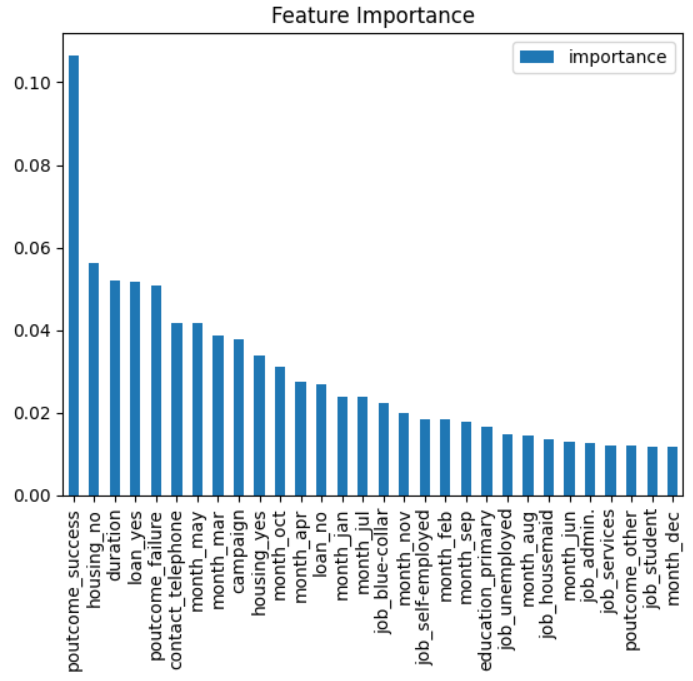 Feature Importance
importance
0.10
0.08
0.06
0.04
0.02
0.00
poutcome_success
housing_no
duration
loan_yes
poutcome_failure
contact_telephone
month_may
month_mar
campaign
housing_yes
month_oct
month_apr
loan_no
month_jan
month_jul
job_blue-collar
month_nov
job_self-employed
month_feb
month_sep
education_primary
job_unemployed
month_aug
job_housemaid
month_jun
job_admin.
job_services
poutcome_other
job_student
month_dec